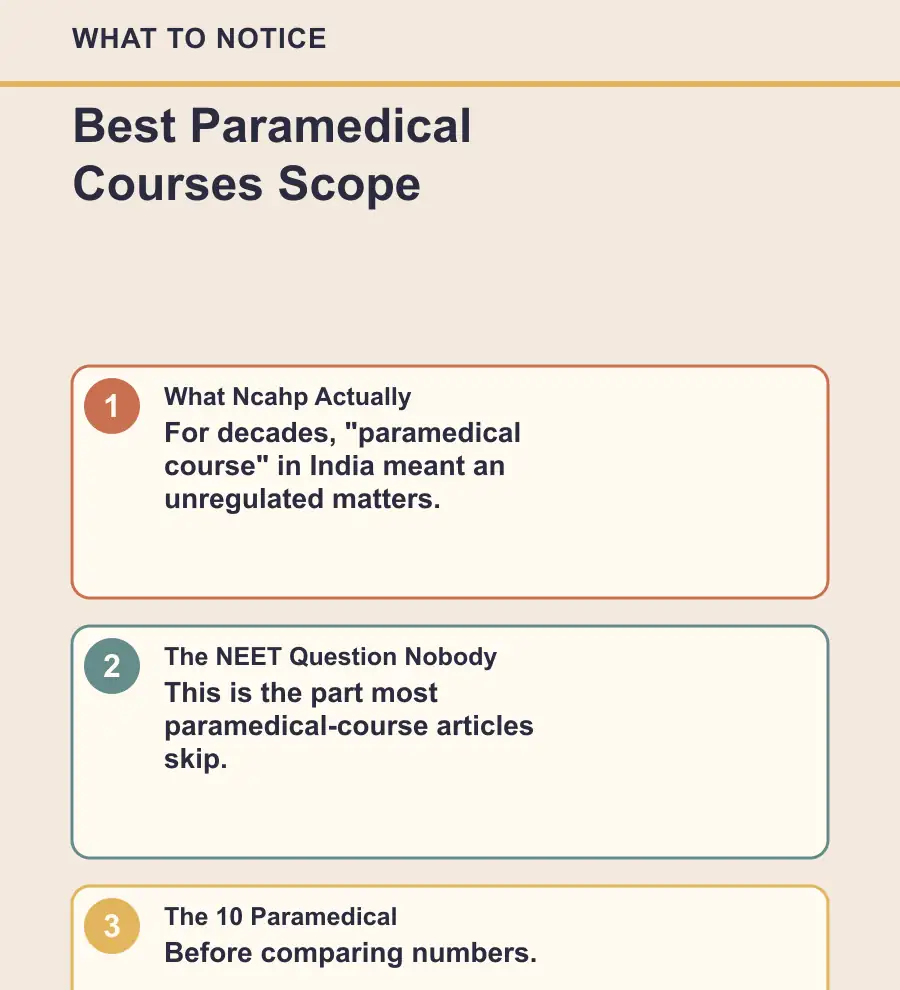 WHAT TO NOTICE
Best Paramedical
Courses Scope
1
What Ncahp Actually
For decades, "paramedical
course" in India meant an
unregulated matters.
2
The NEET Question Nobody
This is the part most
paramedical-course articles
skip.
3
The 10 Paramedical
Before comparing numbers.